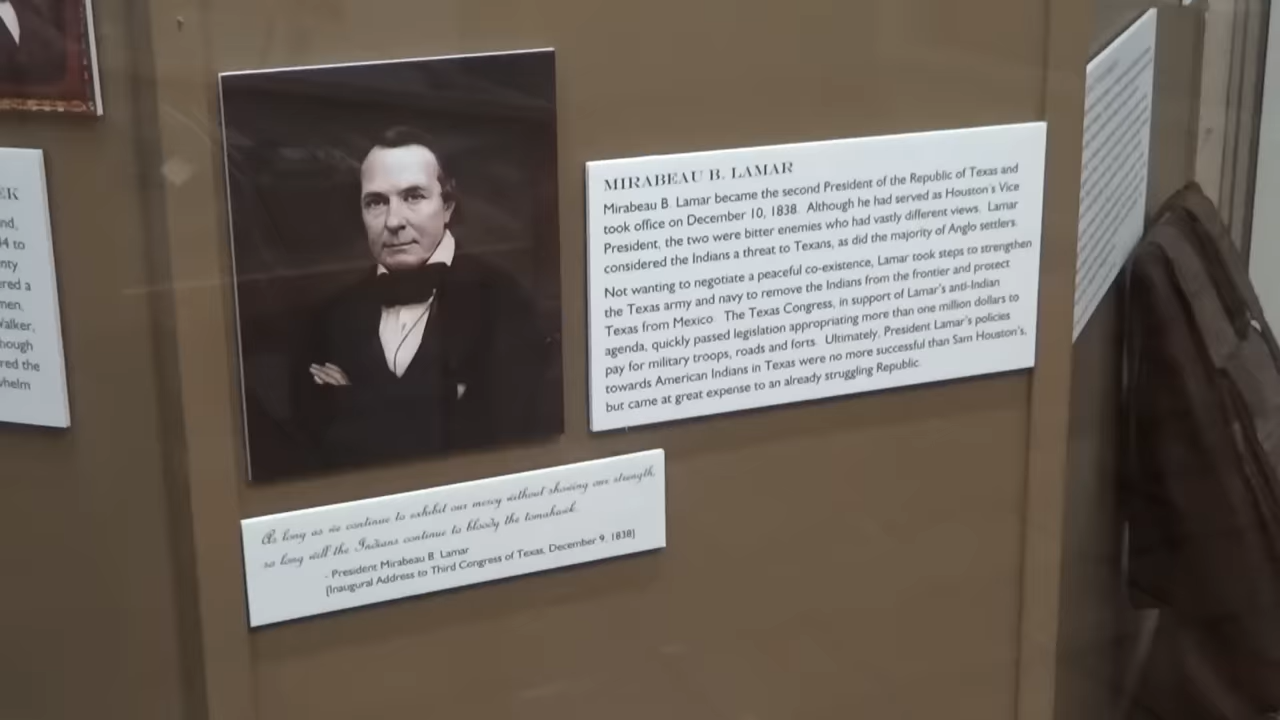 EK
nd,
4 to
nty
red a
men,
Valker,
hough
red the
whelm
MIRABEAU B. LAMAR
Mirabeau B. Lamar became the second President of the Republic of Texas and
took office on December 10, 1838. Although he had served as Houston's Vice
President, the two were bitter enemies who had vastly different views. Lamar
considered the Indians a threat to Texans, as did the majority of Anglo settlers.
Not wanting to negotiate a peaceful co-existence, Lamar took steps to strengthen
the Texas army and navy to remove the Indians from the frontier and protect
Texas from Mexico. The Texas Congress, in support of Lamar's anti-Indian
agenda, quickly passed legislation appropriating more than one million dollars to
pay for military troops, roads and forts. Ultimately, President Lamar's policies
towards American Indians in Texas were no more successful than Sam Houston's,
but came at great expense to an already struggling Republic.
As long as we continue to exhibit our mercy without showing our strength,
so long will the Indians continue to bloody the tomahawk.
- President Mirabeau B. Lamar
[Inaugural Address to Third Congress of Texas, December 9, 1838]